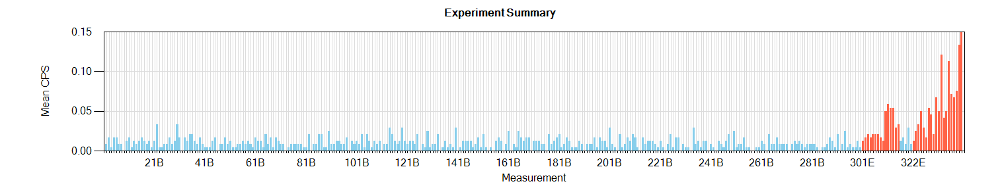 Experiment Summary
0.15
0.10
0.05
0.00
Mean CPS
21B 41B 61B 81B 101B 121B 141B 161B 181B 201B 221B 241B 261B 281B 301E 322E
Measurement